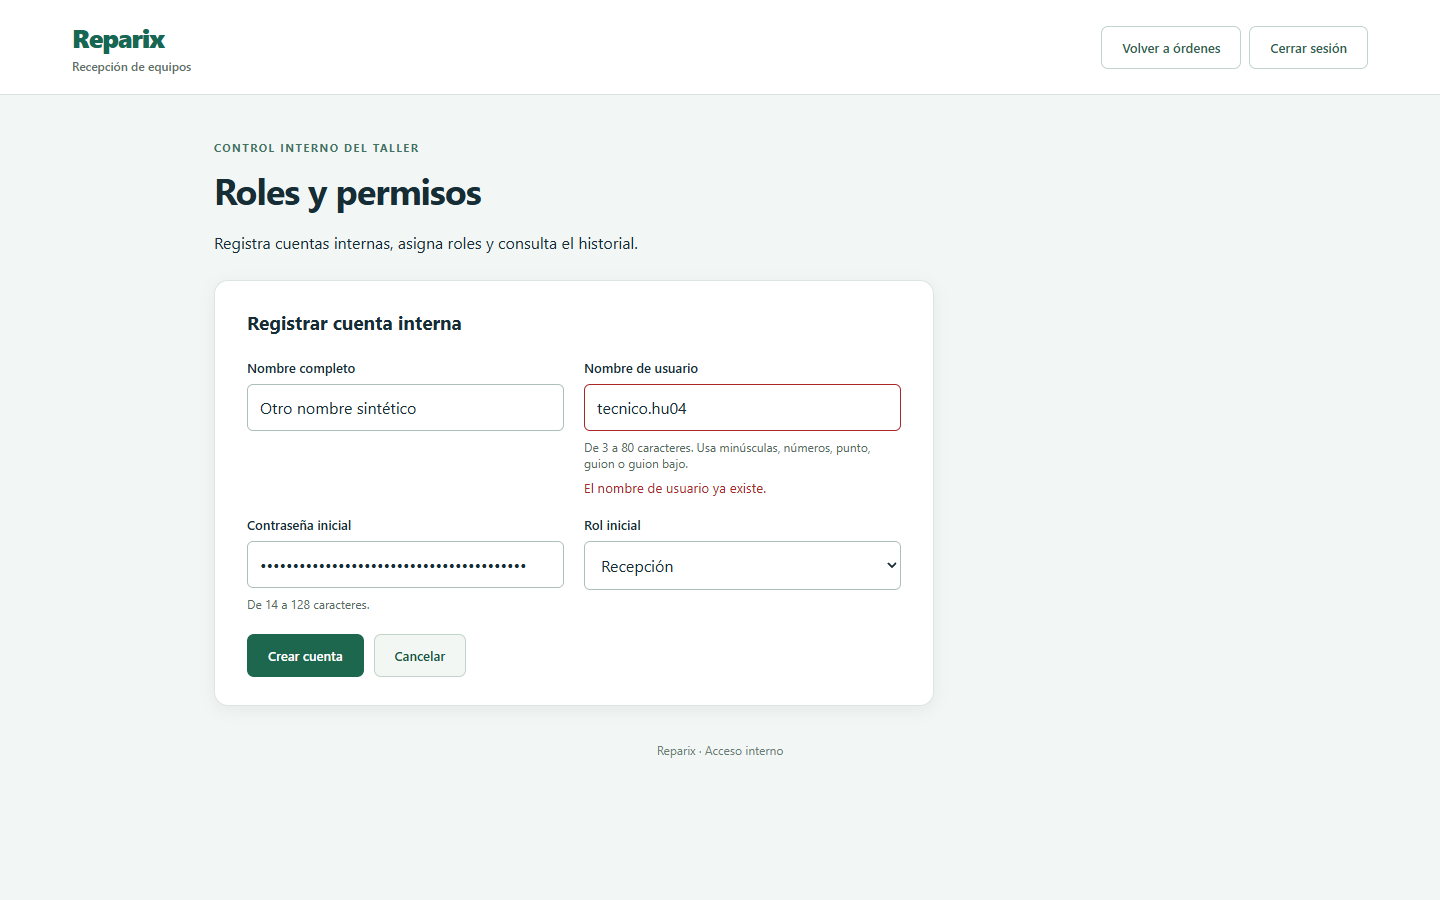 Reparix
Recepción de equipos
Volver a órdenes
Cerrar sesión
CONTROL INTERNO DEL TALLER
Roles y permisos
Registra cuentas internas, asigna roles y consulta el historial.
Registrar cuenta interna
Nombre completo
Otro nombre sintético
Nombre de usuario
tecnico.hu04
De 3 a 80 caracteres. Usa minúsculas, números, punto,
guion o guion bajo.
El nombre de usuario ya existe.
Contraseña inicial
•••••••••••••••••••••••••••••••••••••••••
De 14 a 128 caracteres.
Rol inicial
Recepción
Crear cuenta
Cancelar
Reparix · Acceso interno